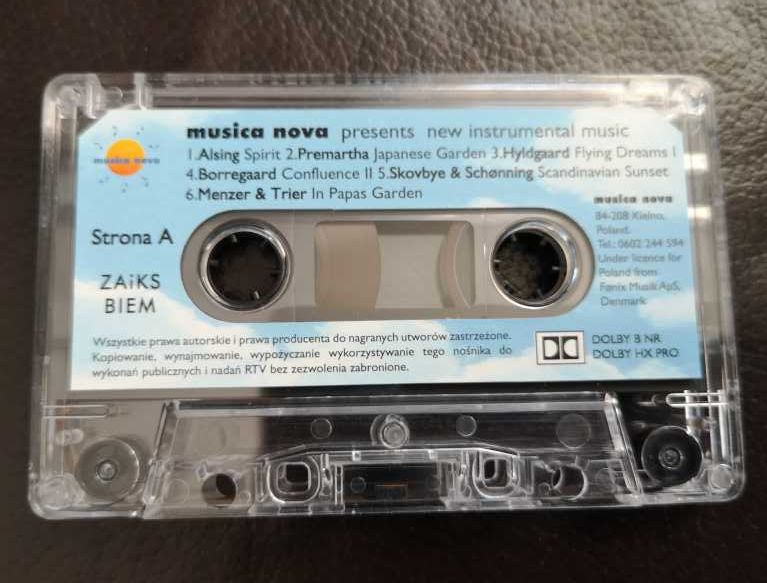 musica nova presents new instrumental music
1.Alsing Spirit 2.Premartha Japanese Garden 3.Hyldgaard Flying Dreams I
4.Borregaard Confluence II 5.Skovbye & Schønning Scandinavian Sunset
6.Menzer & Trier In Papas Garden
musica nova
Strona A
ZAiKS
BIEM
musica nova
84-208 Kielno,
Poland.
Tel.: 0602 244 594
Under licence for
Poland from
Fønix Musik ApS,
Denmark
Wszystkie prawa autorskie i prawa producenta do nagranych utworów zastrzeżone.
Kopiowanie, wynajmowanie, wypożyczanie wykorzystywanie tego nośnika do
wykonań publicznych i nadań RTV bez zezwolenia zabronione.
DOLBY B NR
DOLBY HX PRO